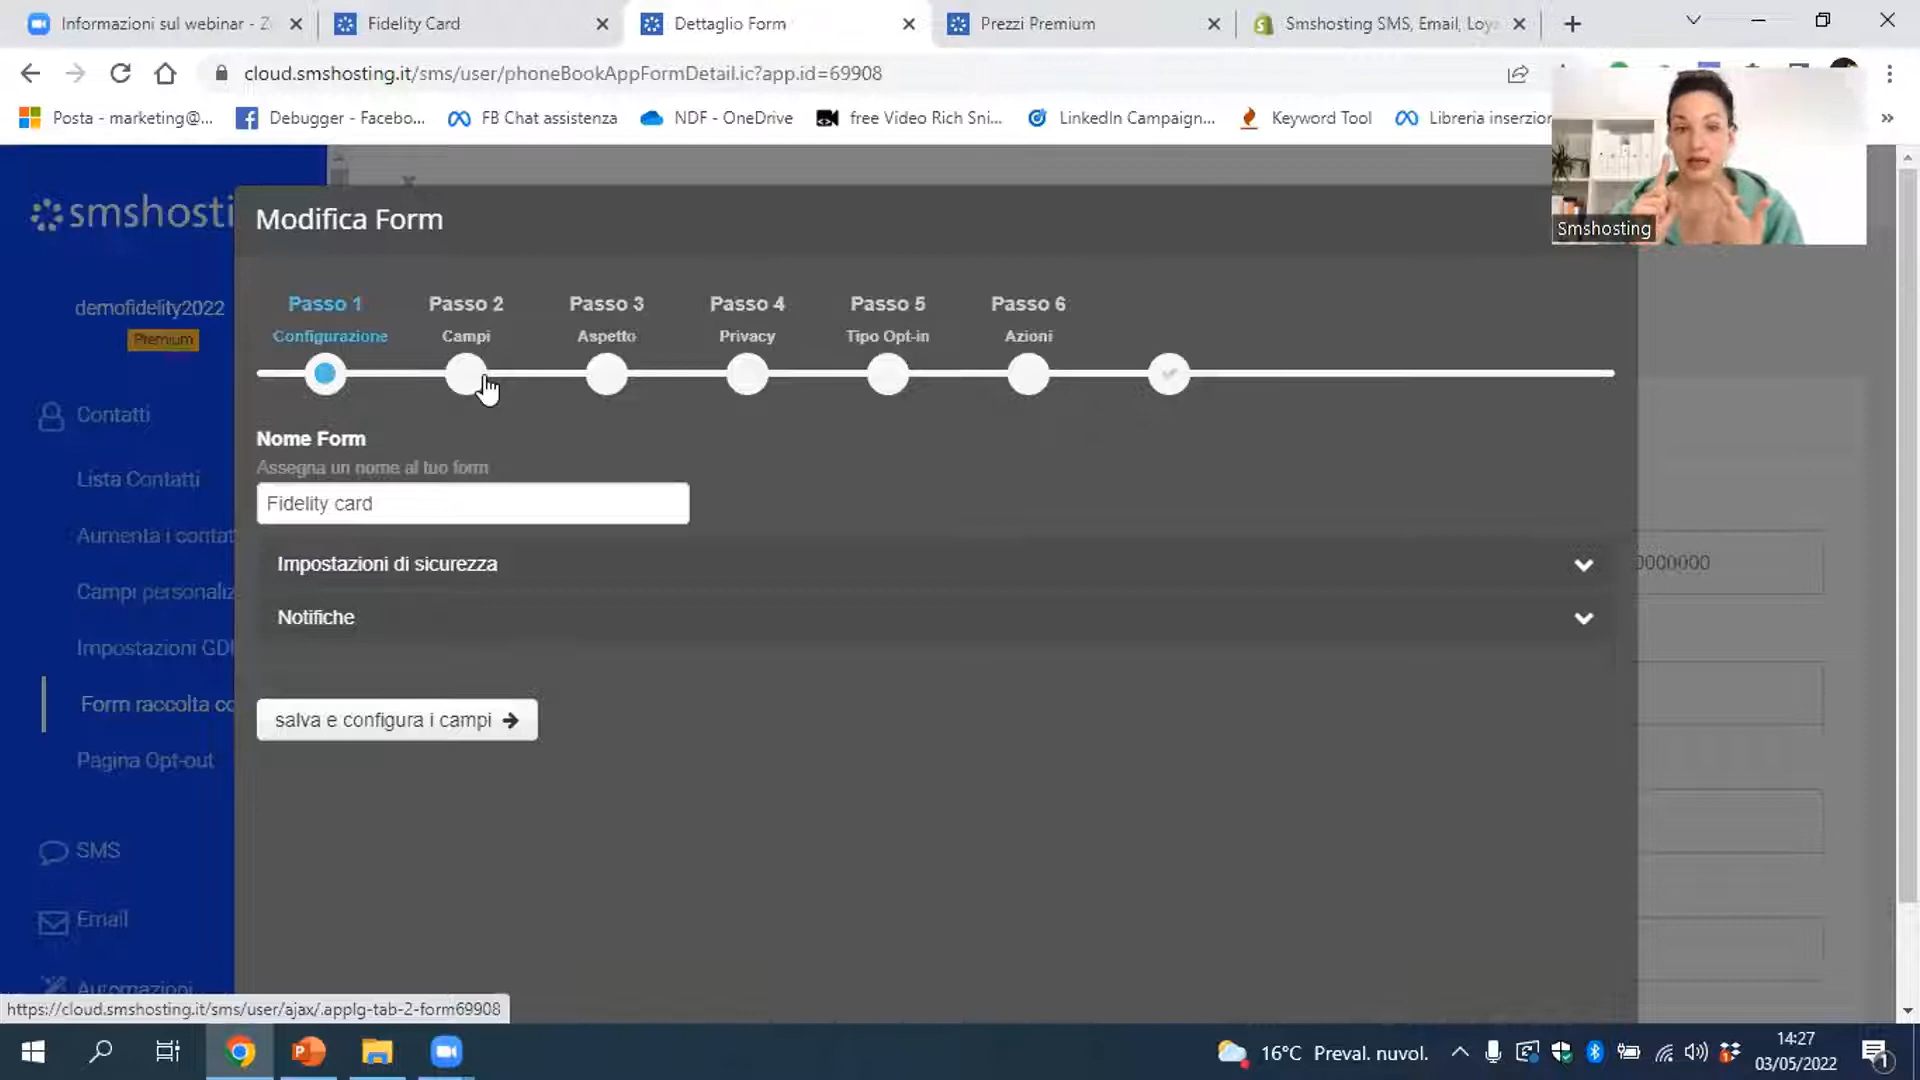 Informazioni sul webinar - Z
Fidelity Card
Dettaglio Form
Prezzi Premium
Smshosting SMS, Email, Loy
cloud.smshosting.it/sms/user/phoneBookAppFormDetail.ic?app.id=69908
Posta - marketing@...
Debugger - Facebo...
FB Chat assistenza
NDF - OneDrive
free Video Rich Sni...
LinkedIn Campaign...
Keyword Tool
Libreria inserzion
Smshosting
smshosti
demofidelity2022
Premium
Contatti
Lista Contatti
Aumenta i contat
Campi personaliz
Impostazioni GD
Form raccolta co
Pagina Opt-out
SMS
Email
Automazioni
Modifica Form
Passo 1
Configurazione
Passo 2
Campi
Passo 3
Aspetto
Passo 4
Privacy
Passo 5
Tipo Opt-in
Passo 6
Azioni
Nome Form
Assegna un nome al tuo form
Fidelity card
Impostazioni di sicurezza
Notifiche
salva e configura i campi
0000000
https://cloud.smshosting.it/sms/user/ajax/.applg-tab-2-form69908
16°C Preval. nuvol.
14:27
03/05/2022
1